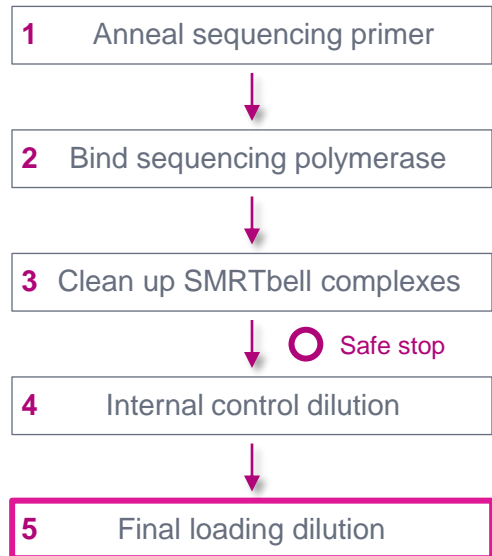 1 Anneal sequencing primer
2 Bind sequencing polymerase
3 Clean up SMRTbell complexes
Safe stop
4 Internal control dilution
5 Final loading dilution